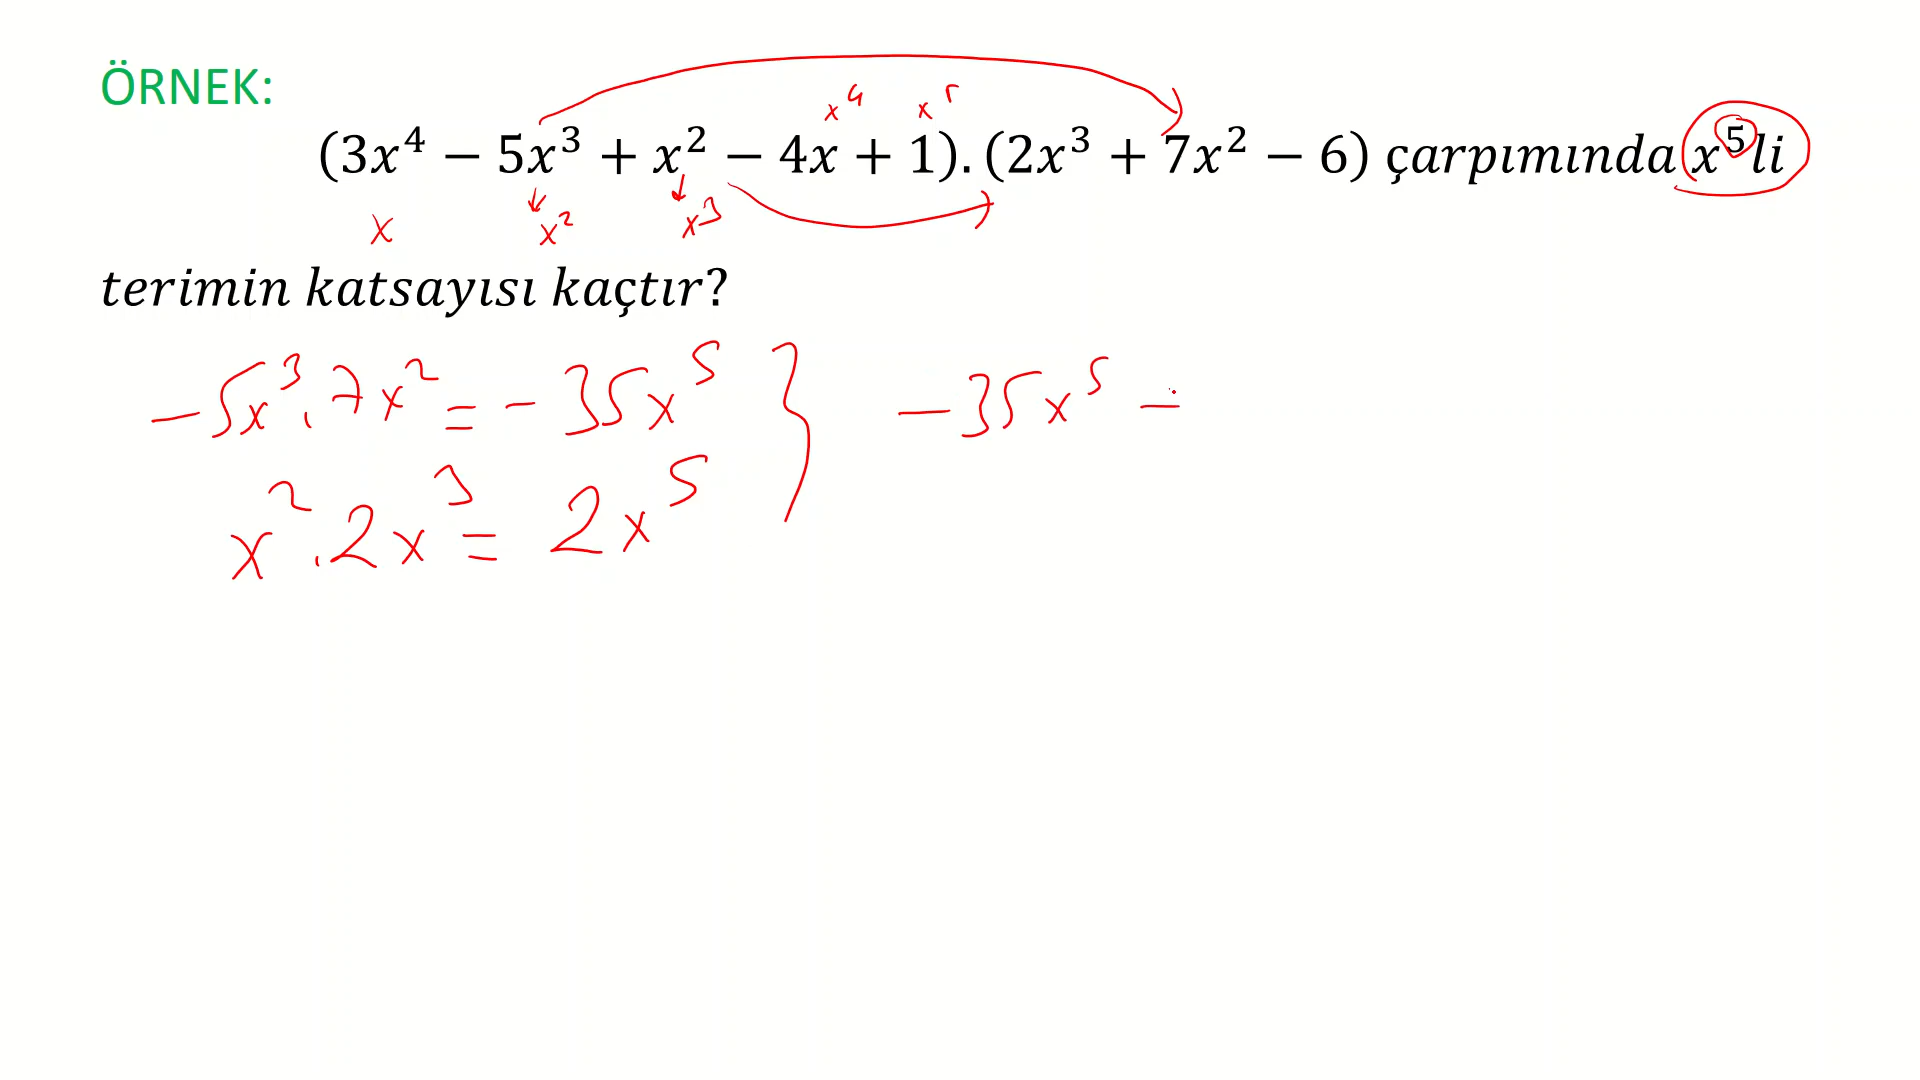 ÖRNEK:
x⁴ x⁵
(3x⁴ − 5x³ + x² − 4x + 1).(2x³ + 7x² − 6) çarpımında x⁵li
x x² x³
terimin katsayısı kaçtır?
−5x³.7x² = −35x⁵ } −35x⁵ −
x².2x³ = 2x⁵